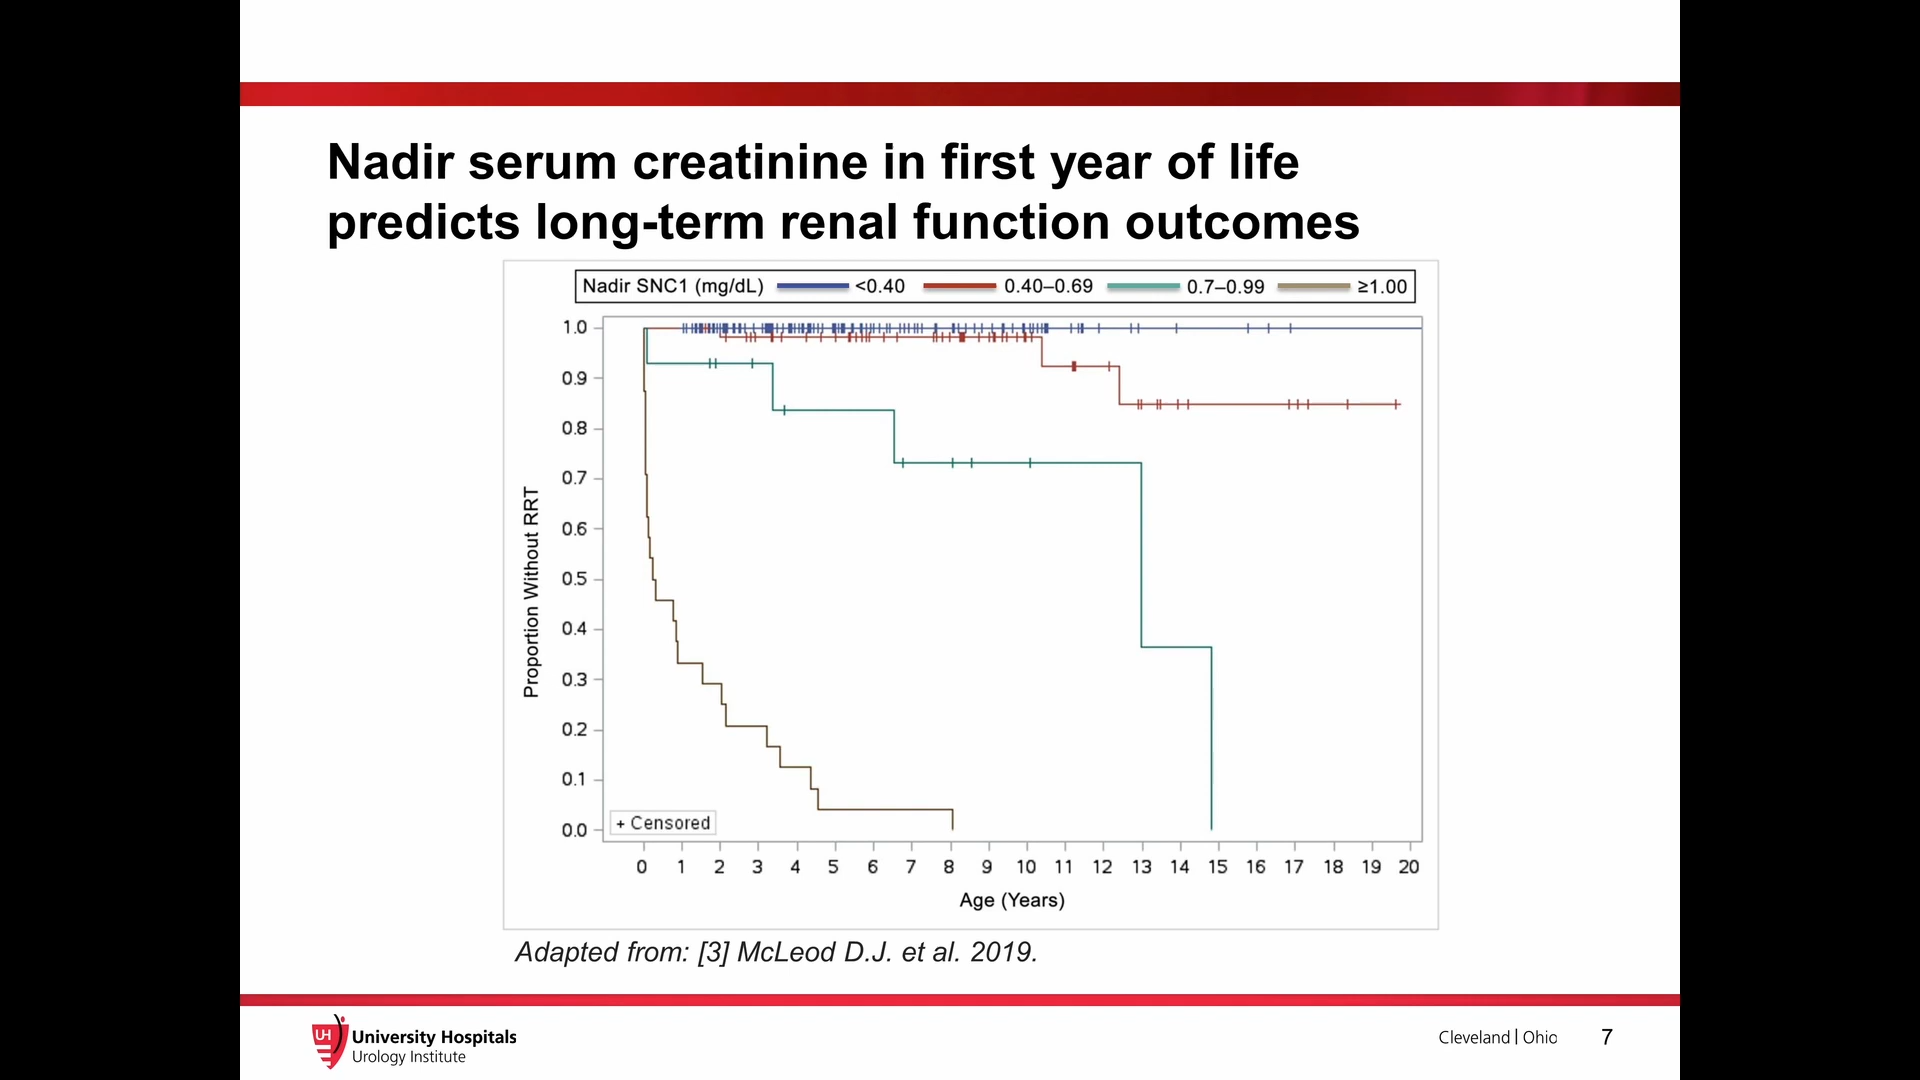 Nadir serum creatinine in first year of life
predicts long-term renal function outcomes
Nadir SNC1 (mg/dL) <0.40 0.40–0.69 0.7–0.99 ≥1.00
1.0
0.9
0.8
0.7
0.6
0.5
0.4
0.3
0.2
0.1
0.0
Proportion Without RRT
+ Censored
0 1 2 3 4 5 6 7 8 9 10 11 12 13 14 15 16 17 18 19 20
Age (Years)
Adapted from: [3] McLeod D.J. et al. 2019.
UH
University Hospitals
Urology Institute
Cleveland | Ohio 7